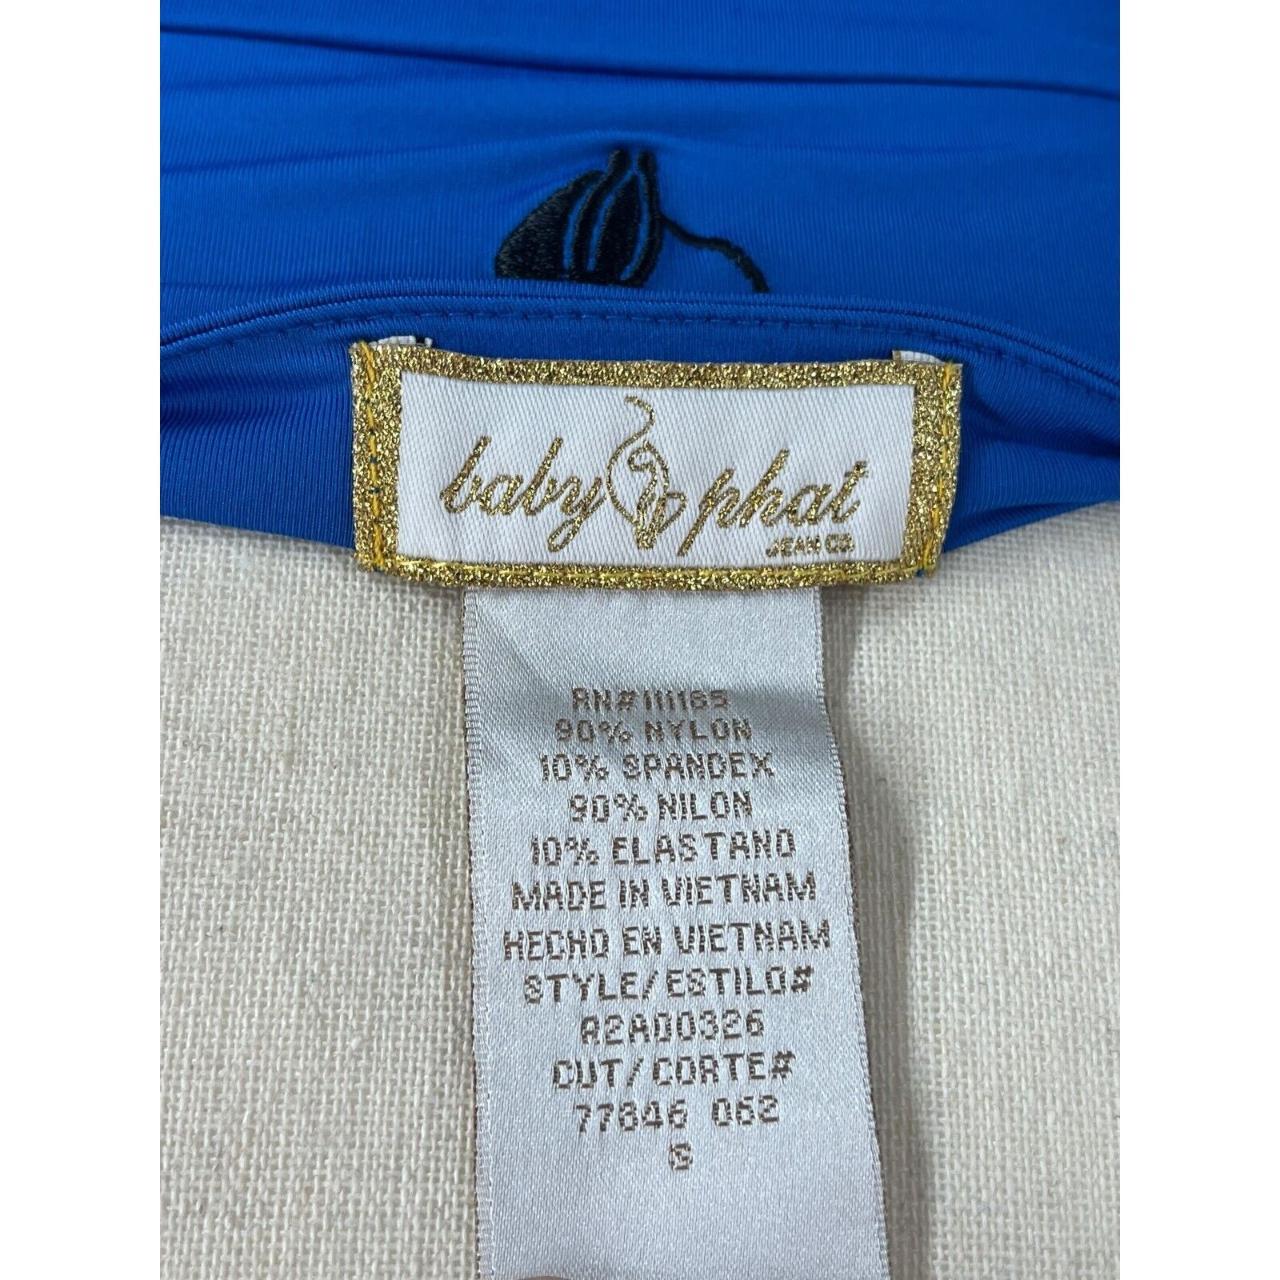 baby phat
JEAN CO.
RN#111165
90% NYLON
10% SPANDEX
90% NILON
10% ELASTANO
MADE IN VIETNAM
HECHO EN VIETNAM
STYLE/ESTILO#
A2A00326
CUT/CORTE#
77846 062
S